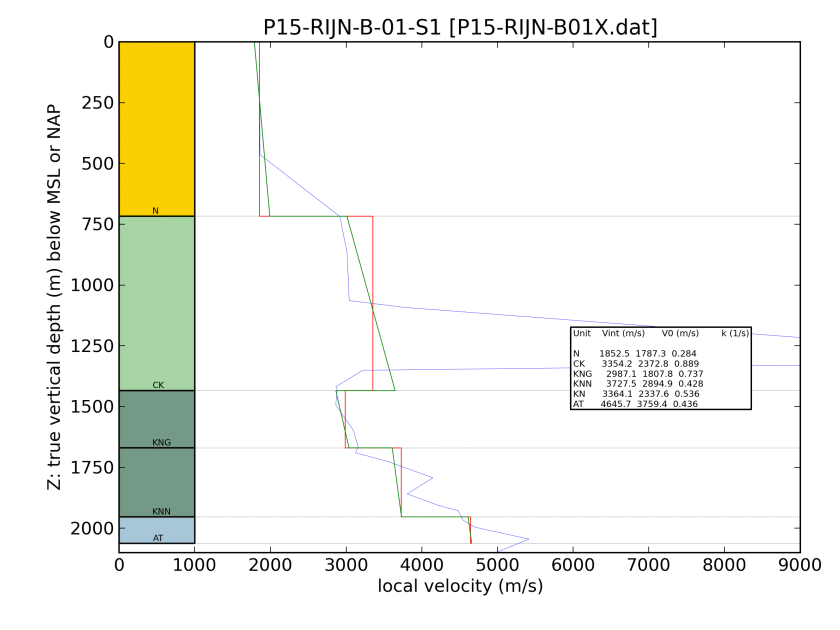 P15-RIJN-B-01-S1 [P15-RIJN-B01X.dat]
Z: true vertical depth (m) below MSL or NAP
0
250
500
750
1000
1250
1500
1750
2000
N
CK
KNG
KNN
AT
Unit Vint (m/s) V0 (m/s) k (1/s)
N 1852.5 1787.3 0.284
CK 3354.2 2372.8 0.889
KNG 2987.1 1807.8 0.737
KNN 3727.5 2894.9 0.428
KN 3364.1 2337.6 0.536
AT 4645.7 3759.4 0.436
0 1000 2000 3000 4000 5000 6000 7000 8000 9000
local velocity (m/s)